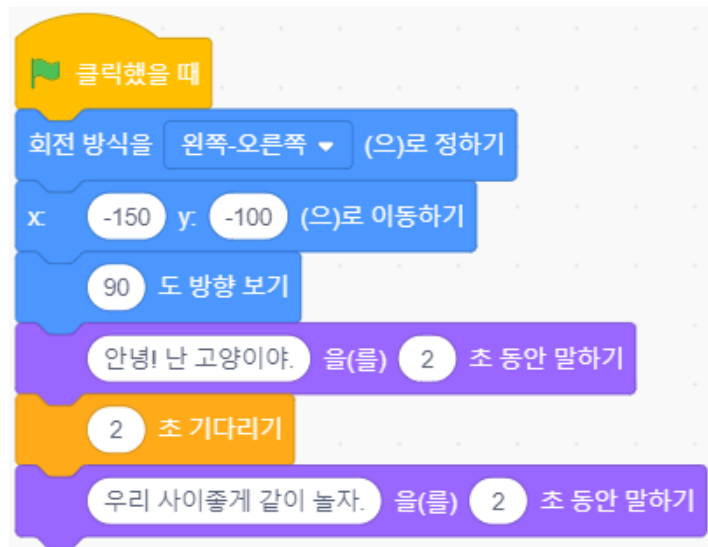 클릭했을 때
회전 방식을 왼쪽-오른쪽 (으)로 정하기
x: -150 y: -100 (으)로 이동하기
90 도 방향 보기
안녕! 난 고양이야. 을(를) 2 초 동안 말하기
2 초 기다리기
우리 사이좋게 같이 놀자. 을(를) 2 초 동안 말하기